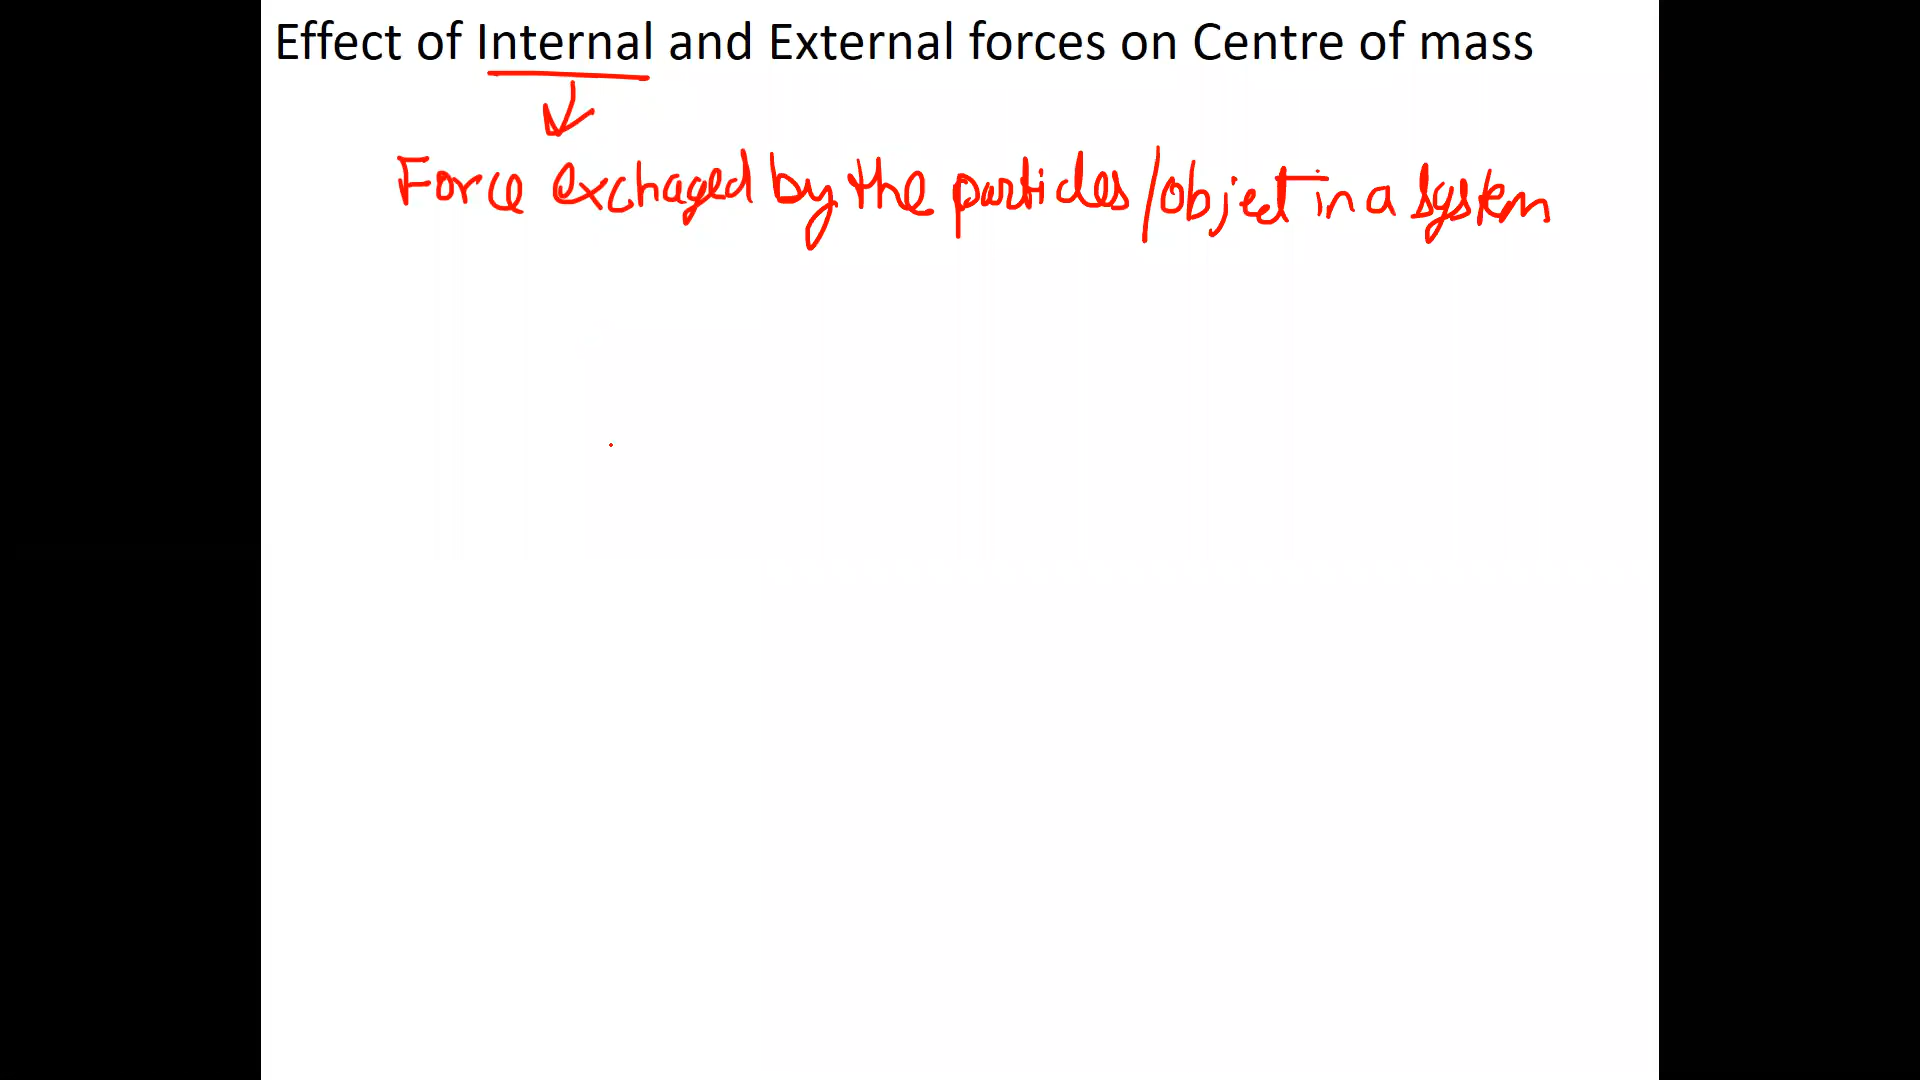 Effect of Internal and External forces on Centre of mass
Force exchaged by the particles/object in a system